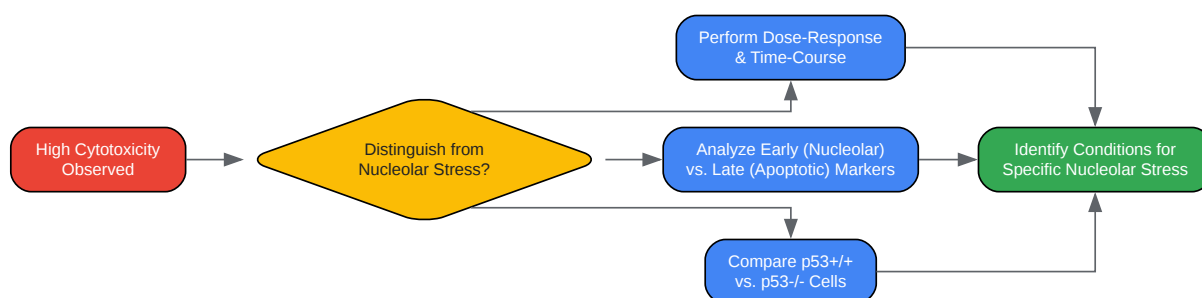 High Cytotoxicity
Observed
Distinguish from
Nucleolar Stress?
Perform Dose-Response
& Time-Course
Analyze Early (Nucleolar)
vs. Late (Apoptotic) Markers
Compare p53+/+
vs. p53-/- Cells
Identify Conditions for
Specific Nucleolar Stress